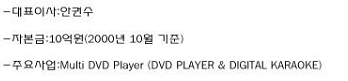 -대표이사:안권수
-자본금:10억원(2000년 10월 기준)
-주요사업:Multi DVD Player (DVD PLAYER & DIGITAL KARAOKE)